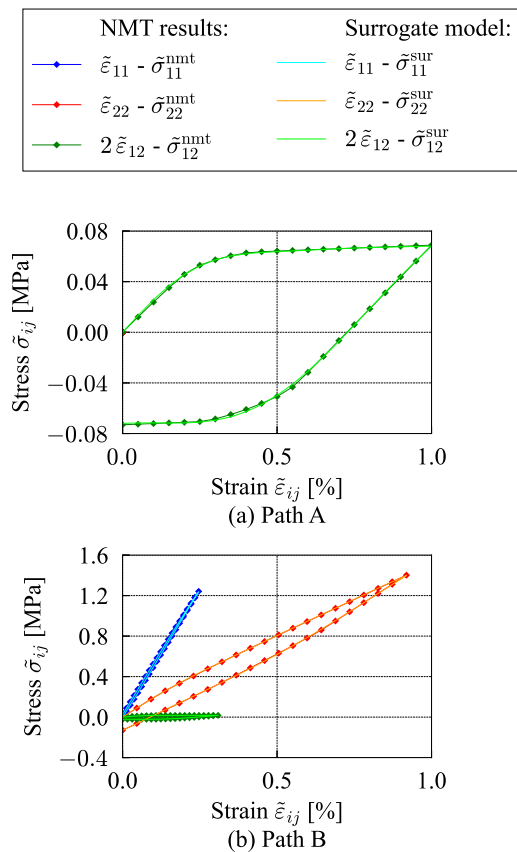 NMT results: Surrogate model:
ε̃₁₁ - σ̃₁₁ⁿᵐᵗ ε̃₁₁ - σ̃₁₁ˢᵘʳ
ε̃₂₂ - σ̃₂₂ⁿᵐᵗ ε̃₂₂ - σ̃₂₂ˢᵘʳ
2 ε̃₁₂ - σ̃₁₂ⁿᵐᵗ 2 ε̃₁₂ - σ̃₁₂ˢᵘʳ
Stress σ̃ᵢⱼ [MPa]
0.08
0.04
0.00
−0.04
−0.08
0.0 0.5 1.0
Strain ε̃ᵢⱼ [%]
(a) Path A
Stress σ̃ᵢⱼ [MPa]
1.6
1.2
0.8
0.4
0.0
−0.4
0.0 0.5 1.0
Strain ε̃ᵢⱼ [%]
(b) Path B